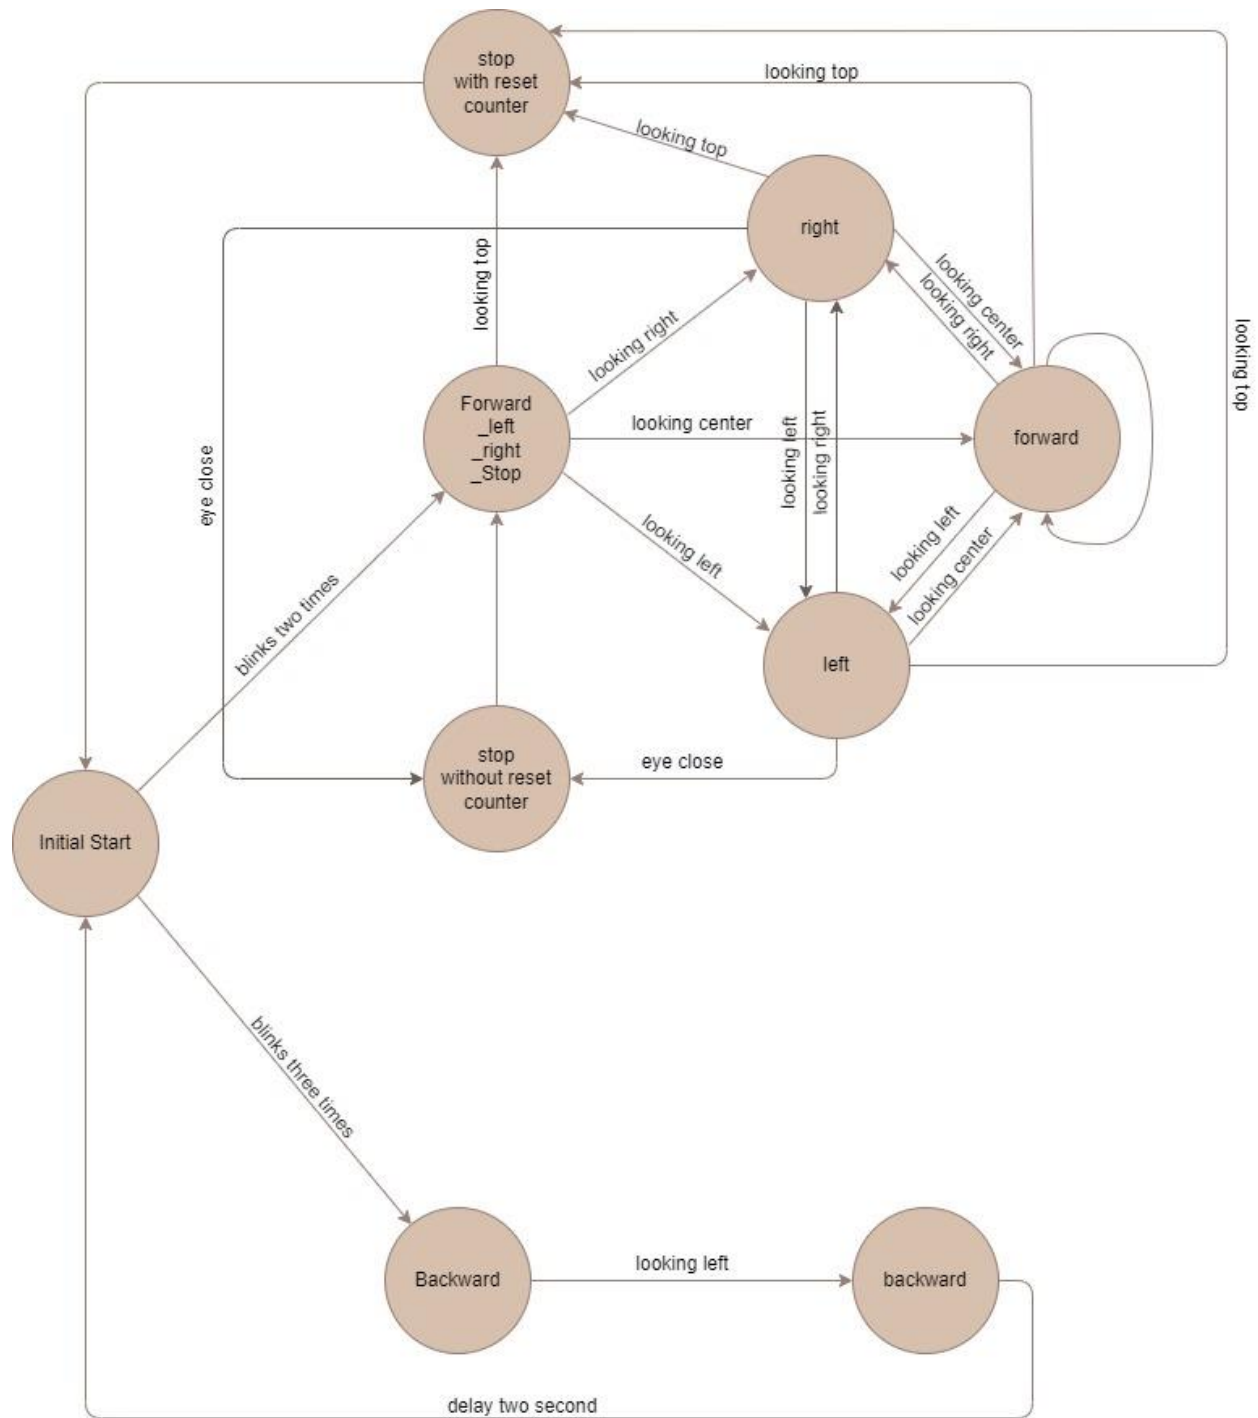 stop
with reset
counter
looking top
looking top
right
looking top
looking center
looking right
looking right
looking top
Forward
_left
_right
_Stop
looking center
forward
eye close
looking left
looking right
looking left
looking left
looking center
blinks two times
left
stop
without reset
counter
eye close
Initial Start
blinks three times
Backward
looking left
backward
delay two second